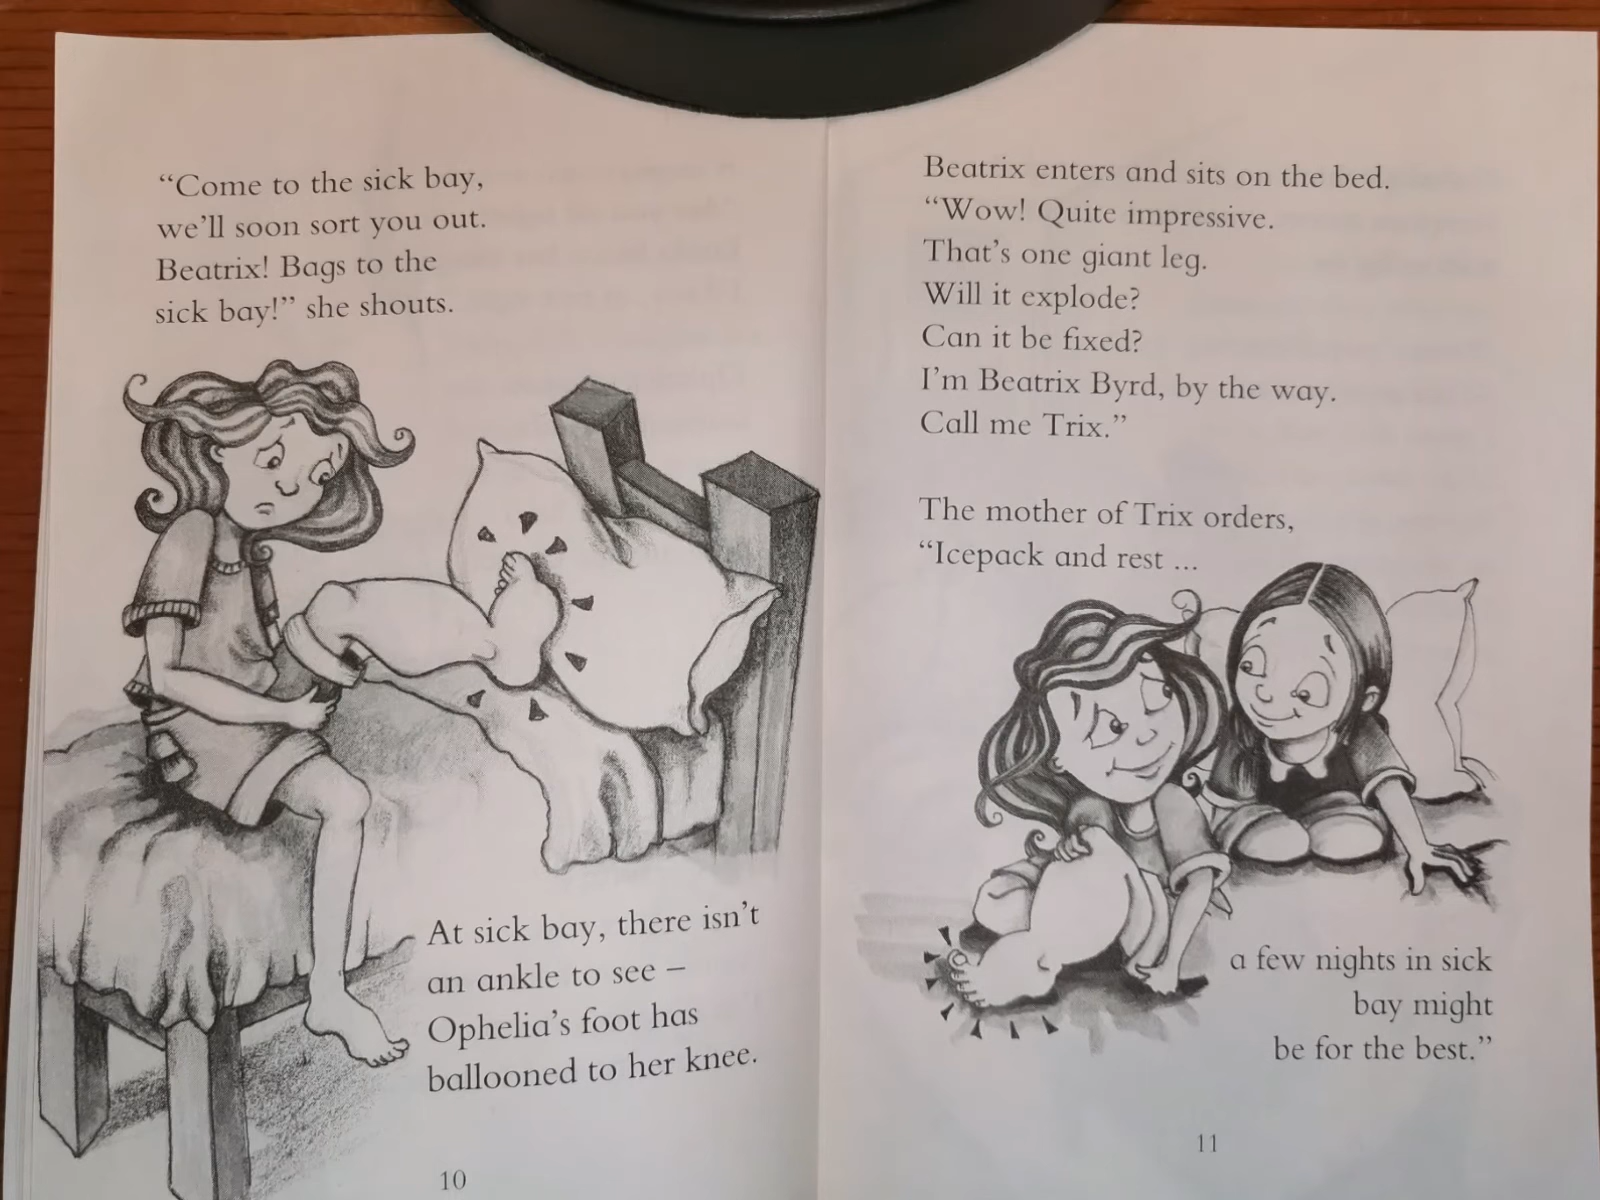 “Come to the sick bay,
we’ll soon sort you out.
Beatrix! Bags to the
sick bay!” she shouts.
At sick bay, there isn’t
an ankle to see –
Ophelia’s foot has
ballooned to her knee.
10
Beatrix enters and sits on the bed.
“Wow! Quite impressive.
That’s one giant leg.
Will it explode?
Can it be fixed?
I’m Beatrix Byrd, by the way.
Call me Trix.”
The mother of Trix orders,
“Icepack and rest ...
a few nights in sick
bay might
be for the best.”
11